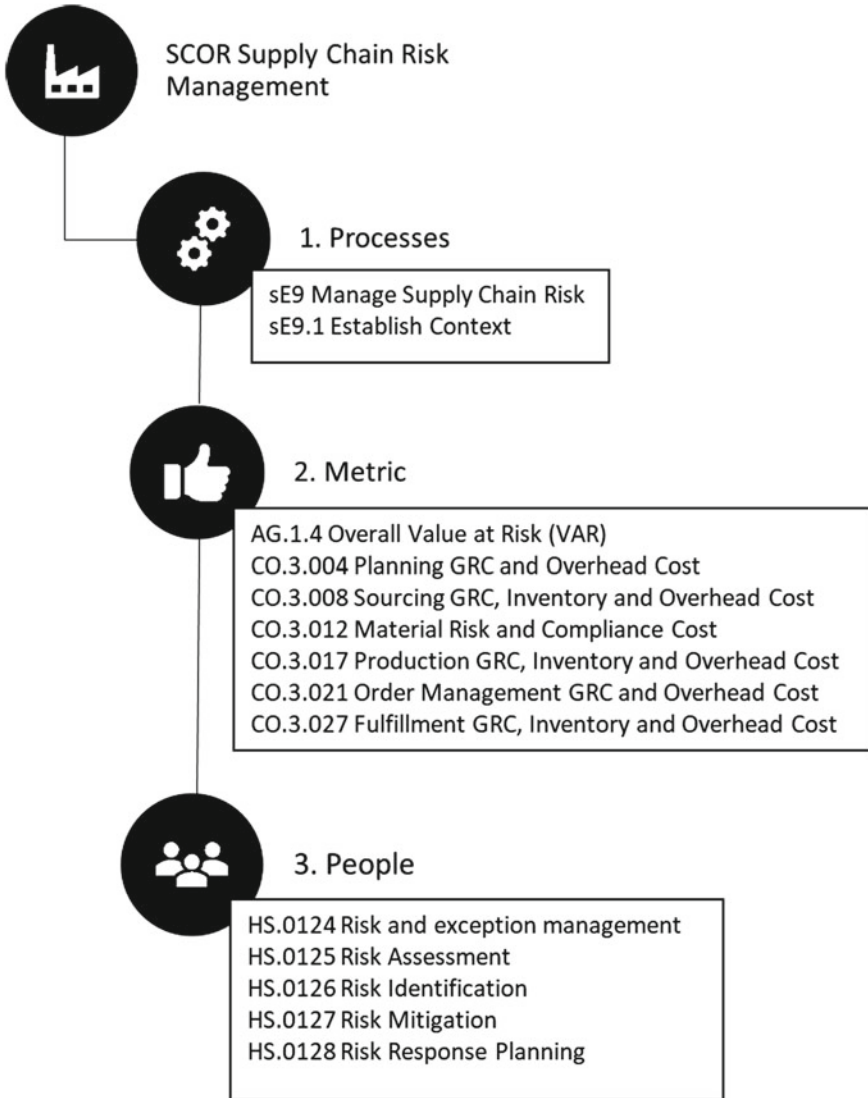 SCOR Supply Chain Risk
Management
1. Processes
sE9 Manage Supply Chain Risk
sE9.1 Establish Context
2. Metric
AG.1.4 Overall Value at Risk (VAR)
CO.3.004 Planning GRC and Overhead Cost
CO.3.008 Sourcing GRC, Inventory and Overhead Cost
CO.3.012 Material Risk and Compliance Cost
CO.3.017 Production GRC, Inventory and Overhead Cost
CO.3.021 Order Management GRC and Overhead Cost
CO.3.027 Fulfillment GRC, Inventory and Overhead Cost
3. People
HS.0124 Risk and exception management
HS.0125 Risk Assessment
HS.0126 Risk Identification
HS.0127 Risk Mitigation
HS.0128 Risk Response Planning